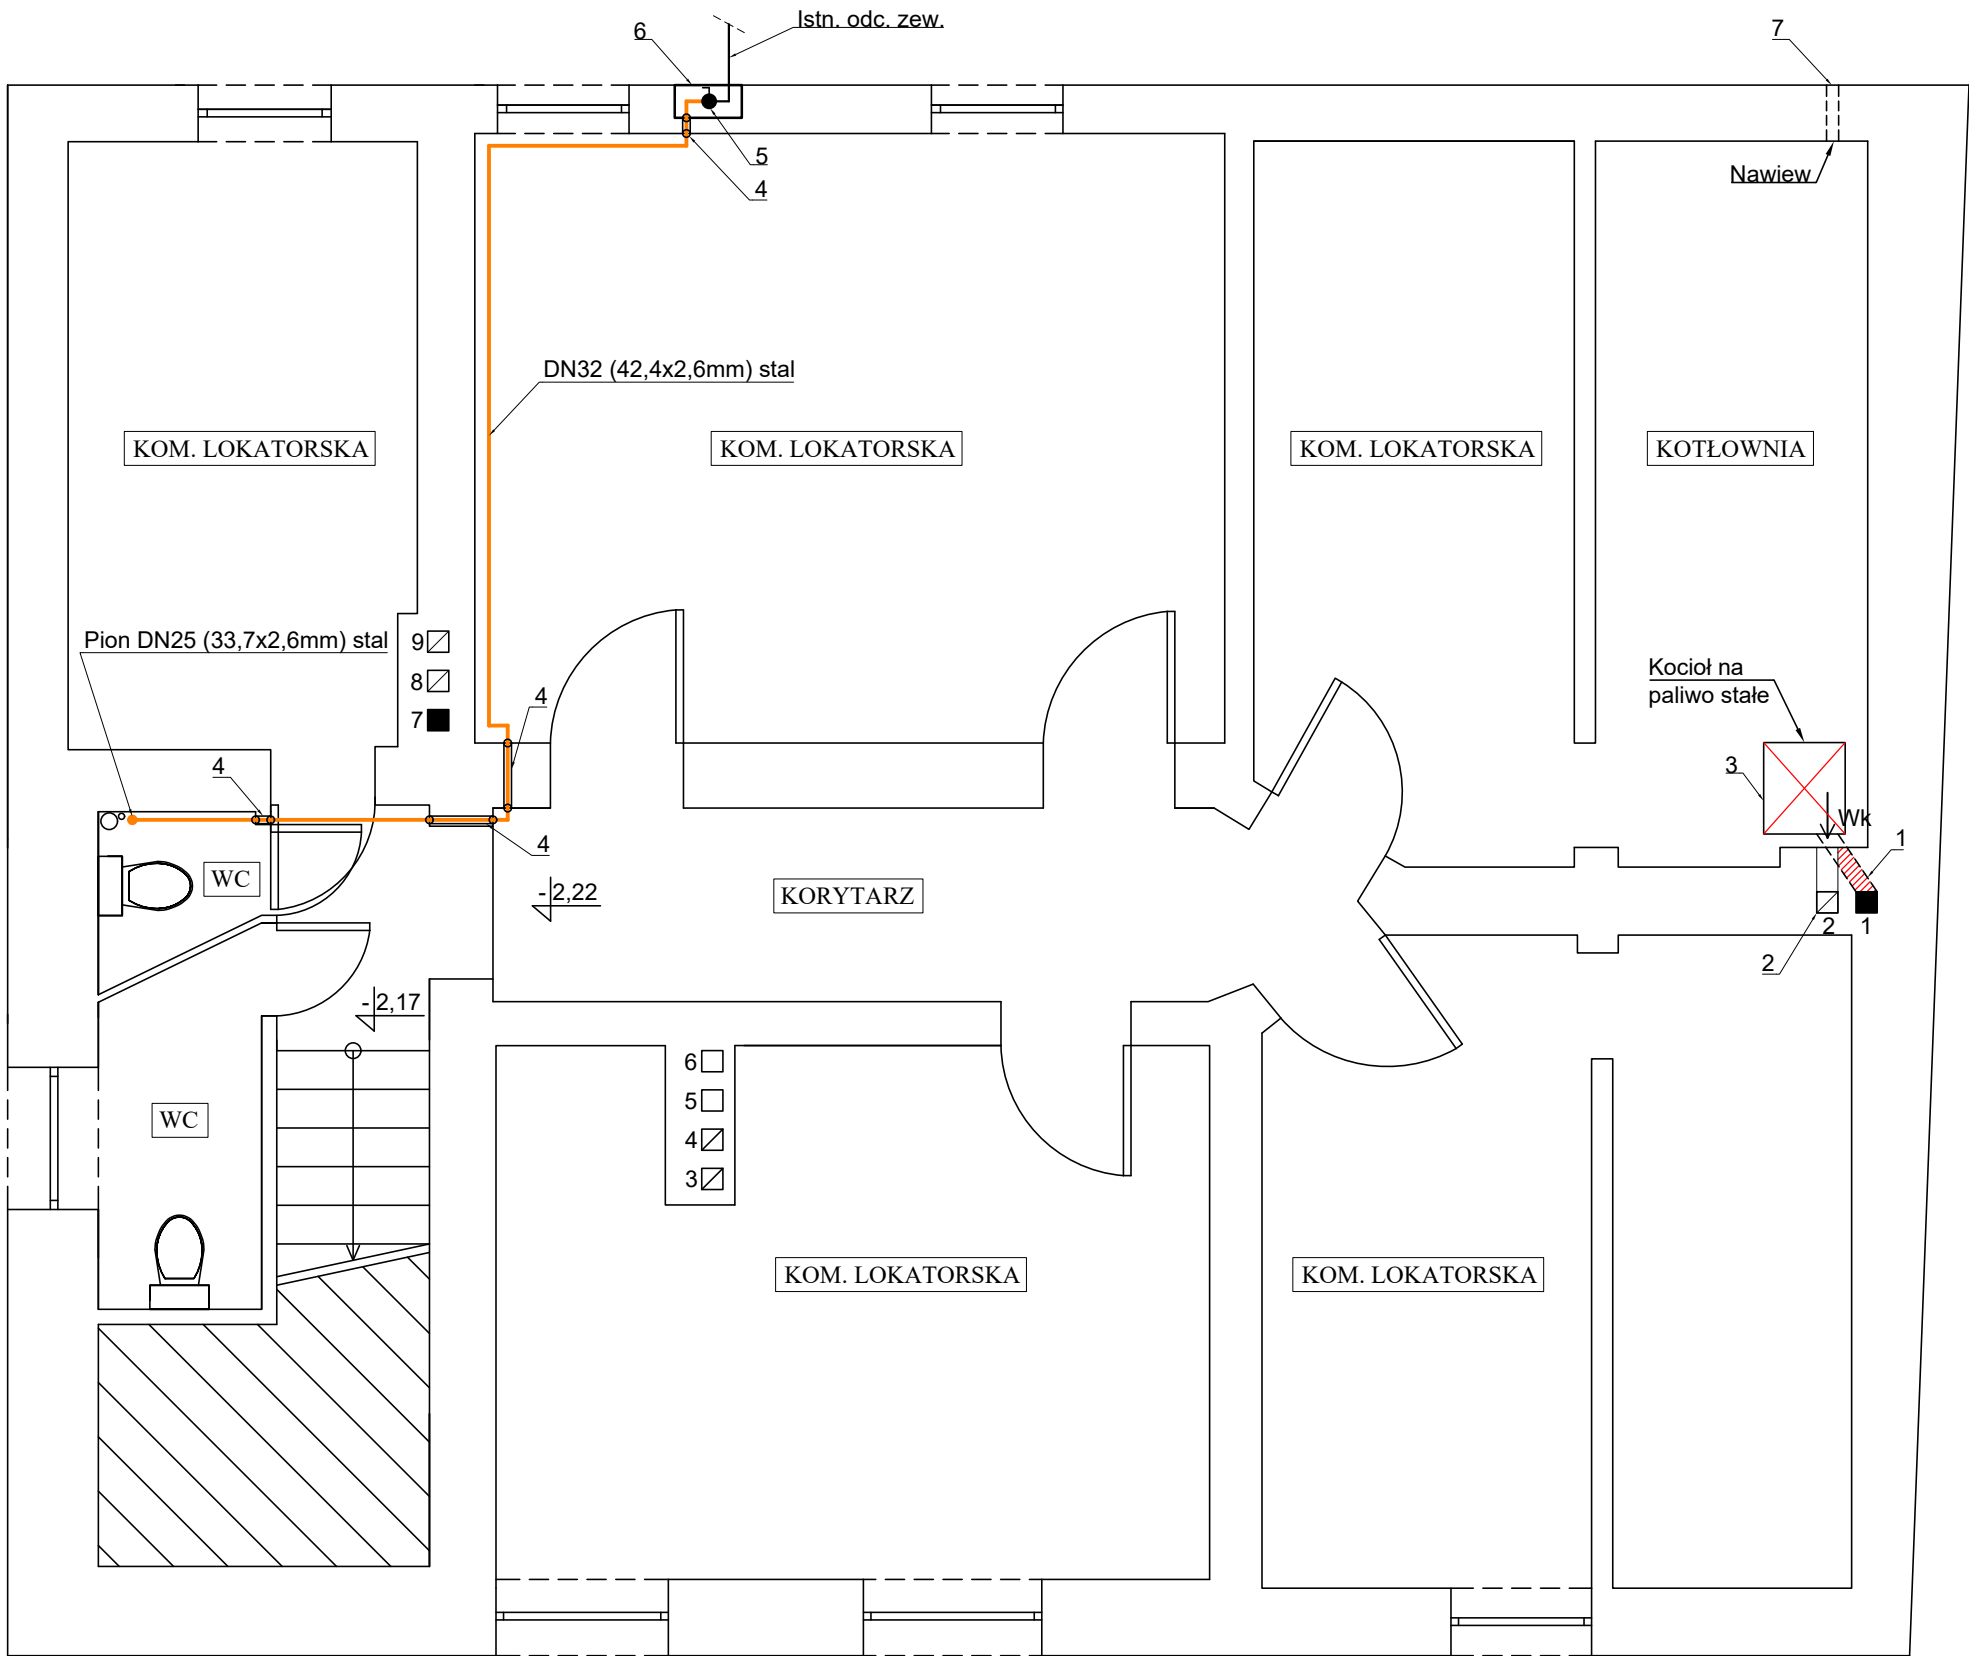 Istn. odc. zew.
6
7
5
4
Nawiew
DN32 (42,4x2,6mm) stal
KOM. LOKATORSKA
KOM. LOKATORSKA
KOM. LOKATORSKA
KOTŁOWNIA
Pion DN25 (33,7x2,6mm) stal
9
8
7
4
Kocioł na
paliwo stałe
3
4
Wk
1
4
WC
-2,22
KORYTARZ
2
1
2
-2,17
6
5
4
3
WC
KOM. LOKATORSKA
KOM. LOKATORSKA